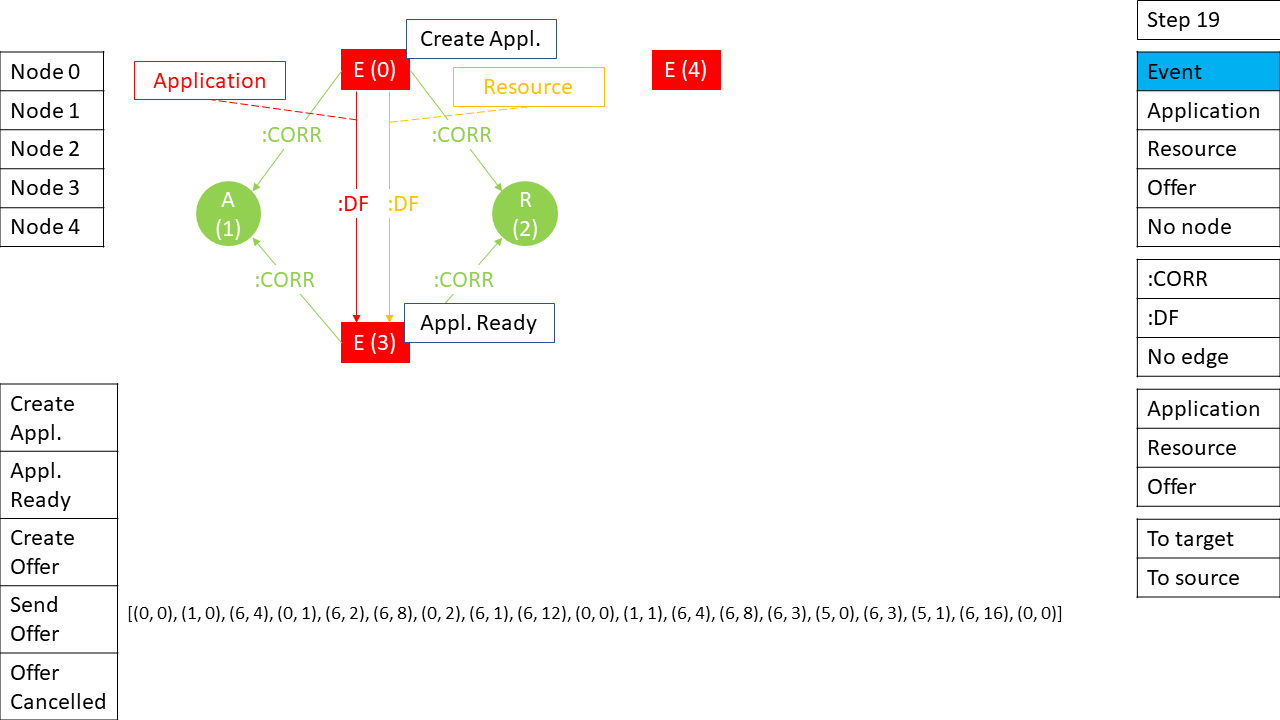 Step 19
Create Appl.
Node 0
Node 1
Node 2
Node 3
Node 4
Application
E (0)
Resource
E (4)
:CORR
:CORR
A
(1)
:DF
:DF
R
(2)
:CORR
:CORR
Appl. Ready
E (3)
Event
Application
Resource
Offer
No node
:CORR
:DF
No edge
Application
Resource
Offer
To target
To source
Create
Appl.
Appl.
Ready
Create
Offer
Send
Offer
Offer
Cancelled
[(0, 0), (1, 0), (6, 4), (0, 1), (6, 2), (6, 8), (0, 2), (6, 1), (6, 12), (0, 0), (1, 1), (6, 4), (6, 8), (6, 3), (5, 0), (6, 3), (5, 1), (6, 16), (0, 0)]